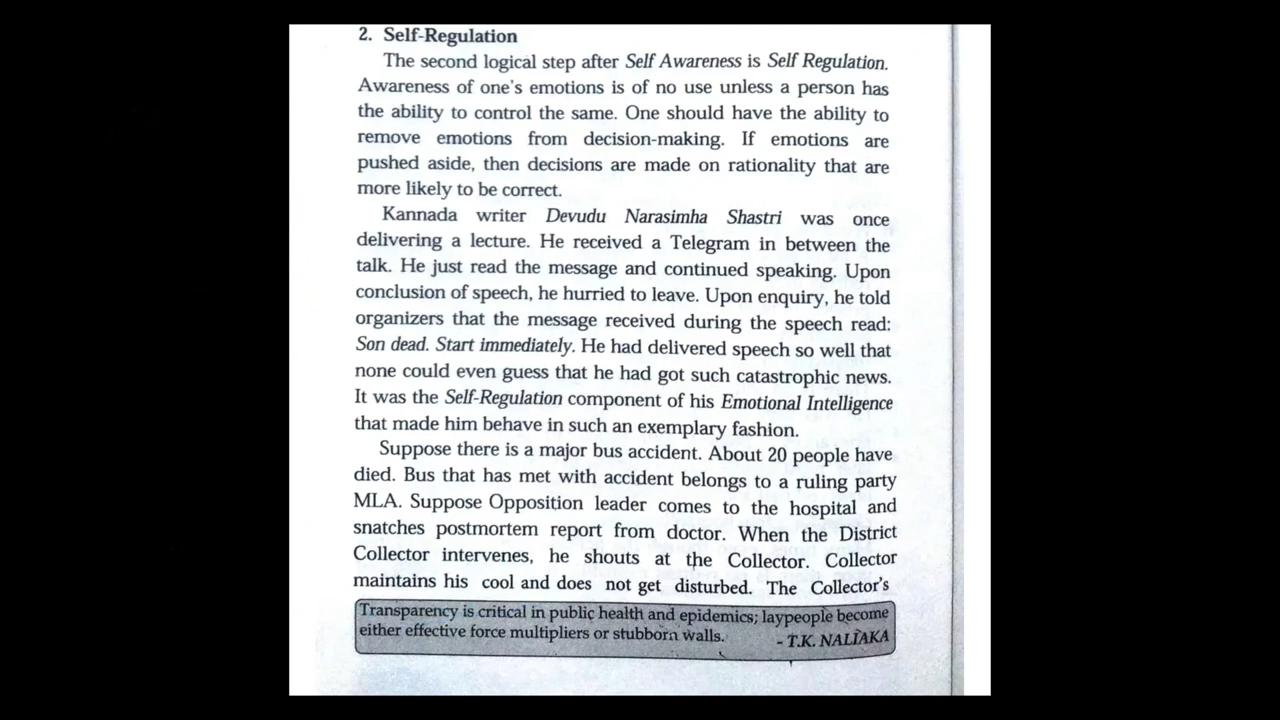 2. Self-Regulation
The second logical step after Self Awareness is Self Regulation.
Awareness of one's emotions is of no use unless a person has
the ability to control the same. One should have the ability to
remove emotions from decision-making. If emotions are
pushed aside, then decisions are made on rationality that are
more likely to be correct.
Kannada writer Devudu Narasimha Shastri was once
delivering a lecture. He received a Telegram in between the
talk. He just read the message and continued speaking. Upon
conclusion of speech, he hurried to leave. Upon enquiry, he told
organizers that the message received during the speech read:
Son dead. Start immediately. He had delivered speech so well that
none could even guess that he had got such catastrophic news.
It was the Self-Regulation component of his Emotional Intelligence
that made him behave in such an exemplary fashion.
Suppose there is a major bus accident. About 20 people have
died. Bus that has met with accident belongs to a ruling party
MLA. Suppose Opposition leader comes to the hospital and
snatches postmortem report from doctor. When the District
Collector intervenes, he shouts at the Collector. Collector
maintains his cool and does not get disturbed. The Collector's
Transparency is critical in public health and epidemics; laypeople become
either effective force multipliers or stubborn walls.
- T.K. NALIAKA